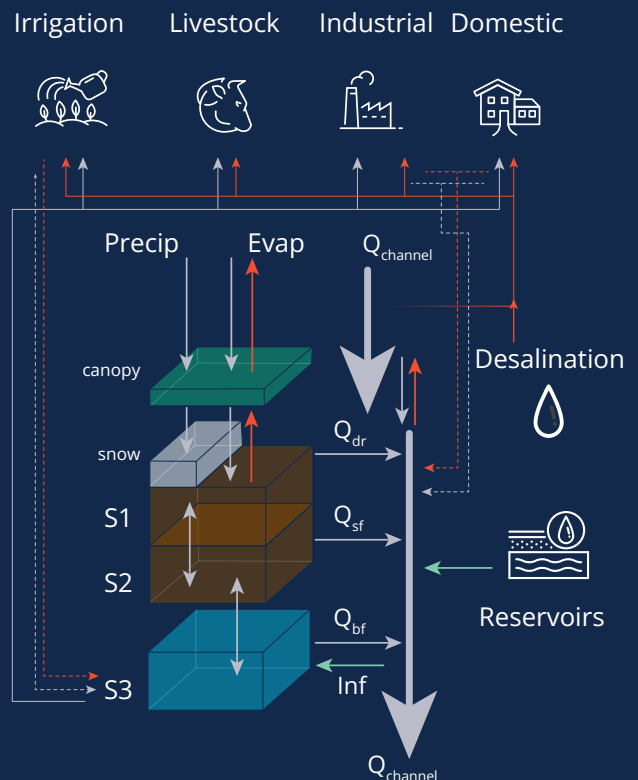 Irrigation Livestock Industrial Domestic
Precip Evap Qchannel
canopy
Desalination
snow
Qdr
S1
Qsf
S2
Reservoirs
Qbf
S3
Inf
Qchannel